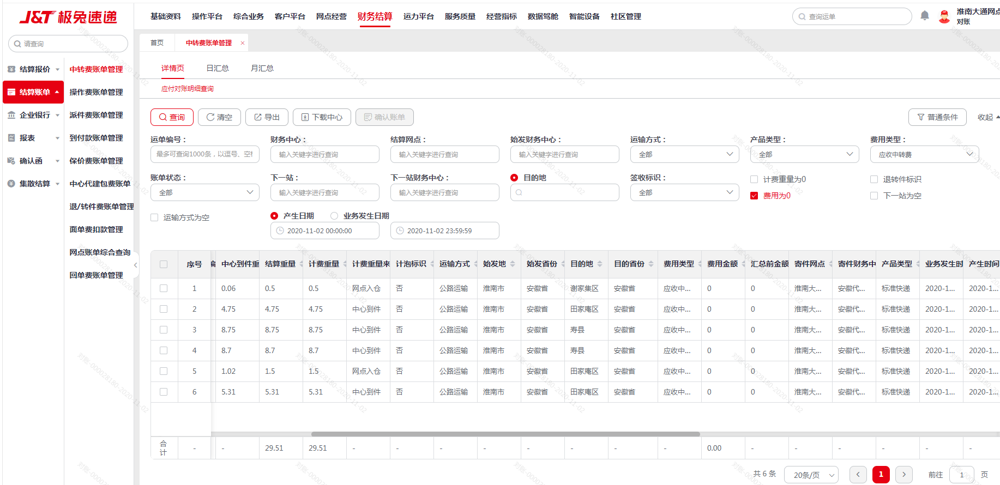 J&T 极兔速递
基础资料 操作平台 综合业务 客户平台 网点经营 财务结算 运力平台 服务质量 经营指标 数据驾舱 智能设备 社区管理
查询运单
淮南大通网点
对账
请查询
首页 中转费账单管理 ×
结算报价
结算账单
企业银行
报表
确认函
集散结算
中转费账单管理
操作费账单管理
派件费账单管理
到付款账单管理
保价费账单管理
中心代建包费账单
退/转件费账单管理
面单费扣款管理
网点账单综合查询
回单费账单管理
详情页 日汇总 月汇总
应付对账明细查询
查询 清空 导出 下载中心 确认账单 普通条件 收起
运单编号： 财务中心： 结算网点： 始发财务中心： 运输方式： 产品类型： 费用类型：
最多可查询1000条，以逗号、空格 输入关键字进行查询 输入关键字进行查询 输入关键字进行查询 全部 全部 应收中转费
账单状态： 下一站： 下一站财务中心： 目的地 签收标识： 计费重量为0 退转件标识
全部 输入关键字进行查询 输入关键字进行查询 全部 费用为0 下一站为空
运输方式为空 产生日期 业务发生日期
2020-11-02 00:00:00 2020-11-02 23:59:59
序号 中心到件重 结算重量 计费重量 计费重量来 计泡标识 运输方式 始发地 始发省份 目的地 目的省份 费用类型 费用金额 汇总前金额 寄件网点 寄件财务中 产品类型 业务发生时 产生时间
1 0.06 0.5 0.5 网点入仓 否 公路运输 淮南市 安徽省 谢家集区 安徽省 应收中... 0 0 淮南大... 安徽代... 标准快递 2020-1... 2020-1...
2 4.75 4.75 4.75 中心到件 否 公路运输 淮南市 安徽省 田家庵区 安徽省 应收中... 0 0 淮南大... 安徽代... 标准快递 2020-1... 2020-1...
3 8.75 8.75 8.75 中心到件 否 公路运输 淮南市 安徽省 寿县 安徽省 应收中... 0 0 淮南大... 安徽代... 标准快递 2020-1... 2020-1...
4 8.7 8.7 8.7 中心到件 否 公路运输 淮南市 安徽省 寿县 安徽省 应收中... 0 0 淮南大... 安徽代... 标准快递 2020-1... 2020-1...
5 1.02 1.5 1.5 网点入仓 否 公路运输 淮南市 安徽省 田家庵区 安徽省 应收中... 0 0 淮南大... 安徽代... 标准快递 2020-1... 2020-1...
6 5.31 5.31 5.31 中心到件 否 公路运输 淮南市 安徽省 田家庵区 安徽省 应收中... 0 0 淮南大... 安徽代... 标准快递 2020-1... 2020-1...
合计 - - 29.51 29.51 - - - - - - - - 0.00 - - - - - -
共 6 条 20条/页 1 前往 1 页
对账-000028180-2020-11-02